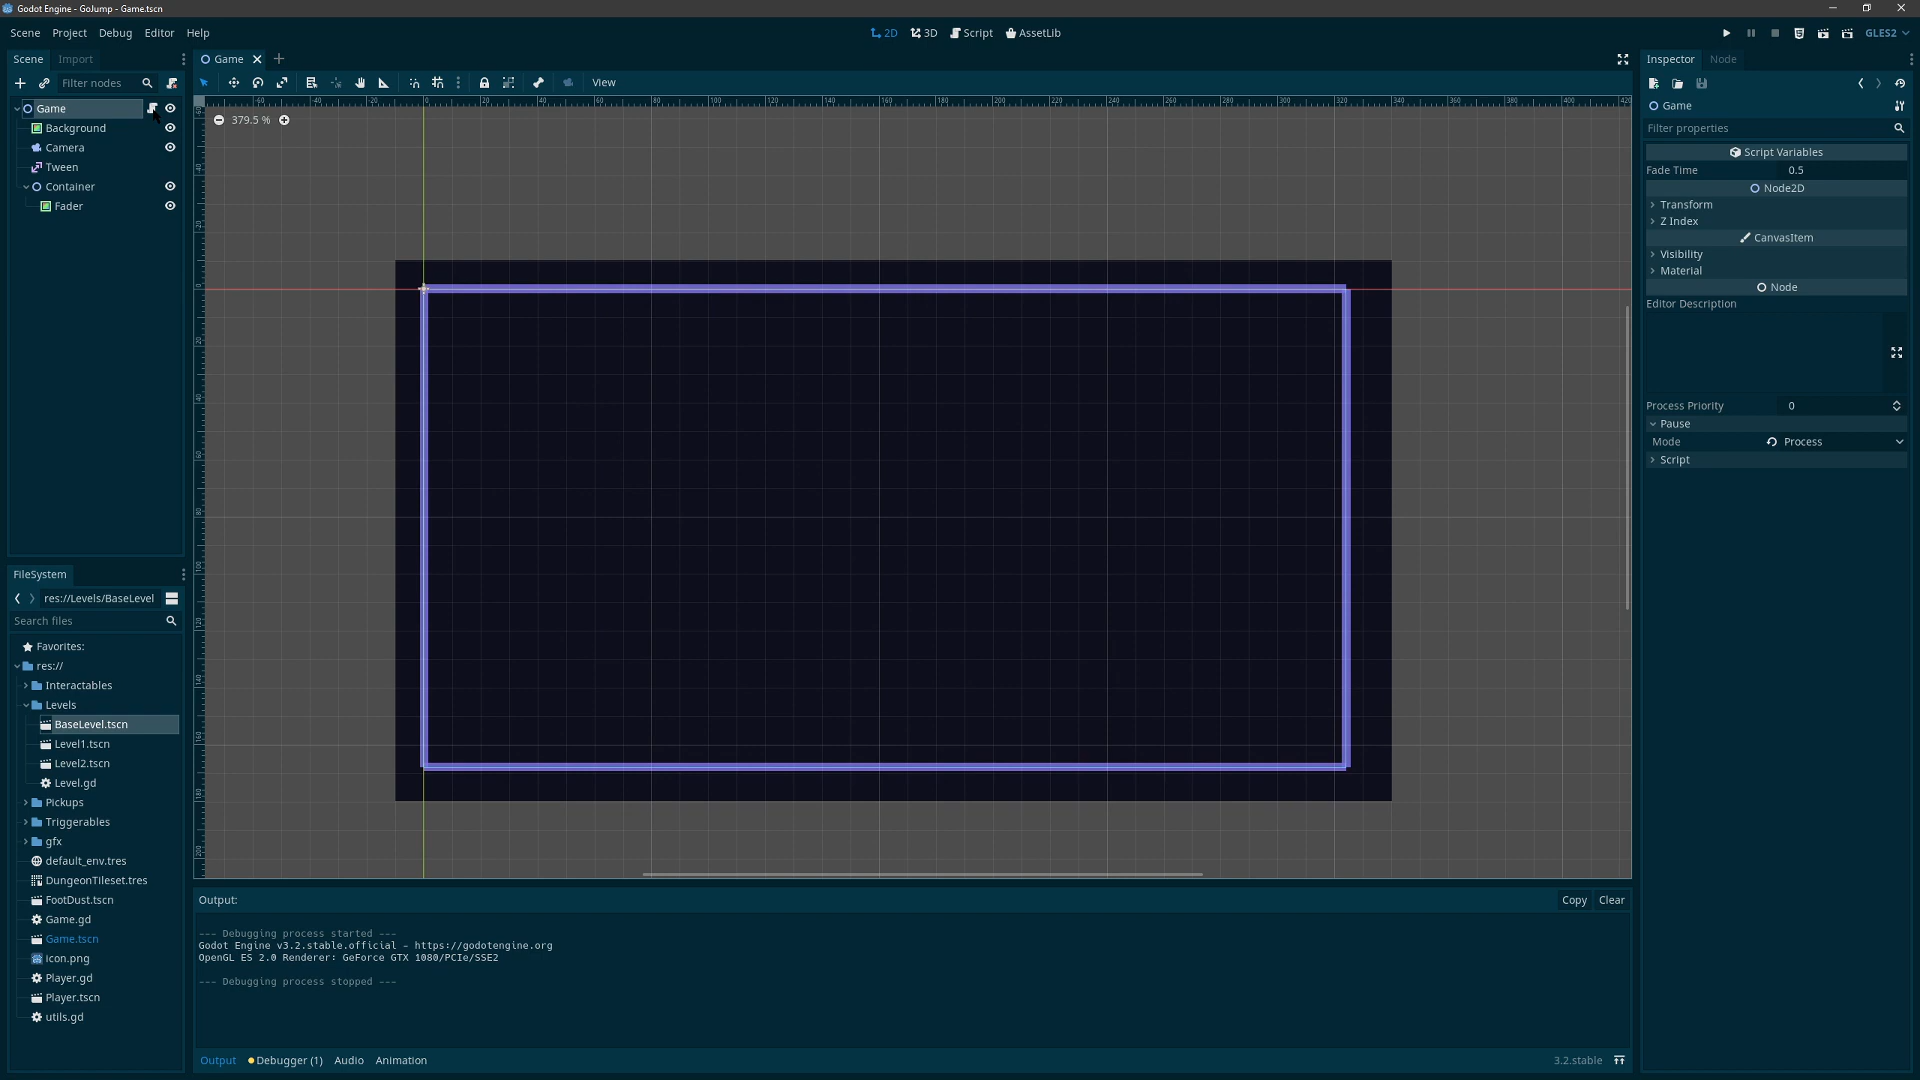 Godot Engine - GoJump - Game.tscn
Scene Project Debug Editor Help
2D 3D Script AssetLib
GLES2
Scene Import
Filter nodes
Game
Background
Camera
Tween
Container
Fader
Game
View
379.5 %
FileSystem
res://Levels/BaseLevel
Search files
Favorites:
res://
Interactables
Levels
BaseLevel.tscn
Level1.tscn
Level2.tscn
Level.gd
Pickups
Triggerables
gfx
default_env.tres
DungeonTileset.tres
FootDust.tscn
Game.gd
Game.tscn
icon.png
Player.gd
Player.tscn
utils.gd
Output:
Copy Clear
--- Debugging process started ---
Godot Engine v3.2.stable.official - https://godotengine.org
OpenGL ES 2.0 Renderer: GeForce GTX 1080/PCIe/SSE2
--- Debugging process stopped ---
Output Debugger (1) Audio Animation
3.2.stable
Inspector Node
Game
Filter properties
Script Variables
Fade Time 0.5
Node2D
Transform
Z Index
CanvasItem
Visibility
Material
Node
Editor Description
Process Priority 0
Pause
Mode Process
Script